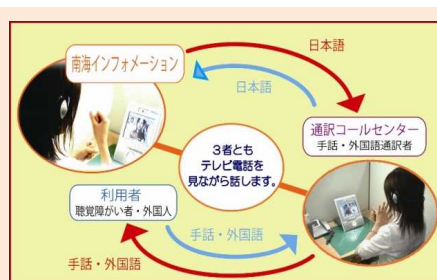 南海インフォメーション
日本語
日本語
通訳コールセンター
手話・外国語通訳者
3者とも
テレビ電話を
見ながら話します。
利用者
聴覚障がい者・外国人
手話・外国語
手話・外国語